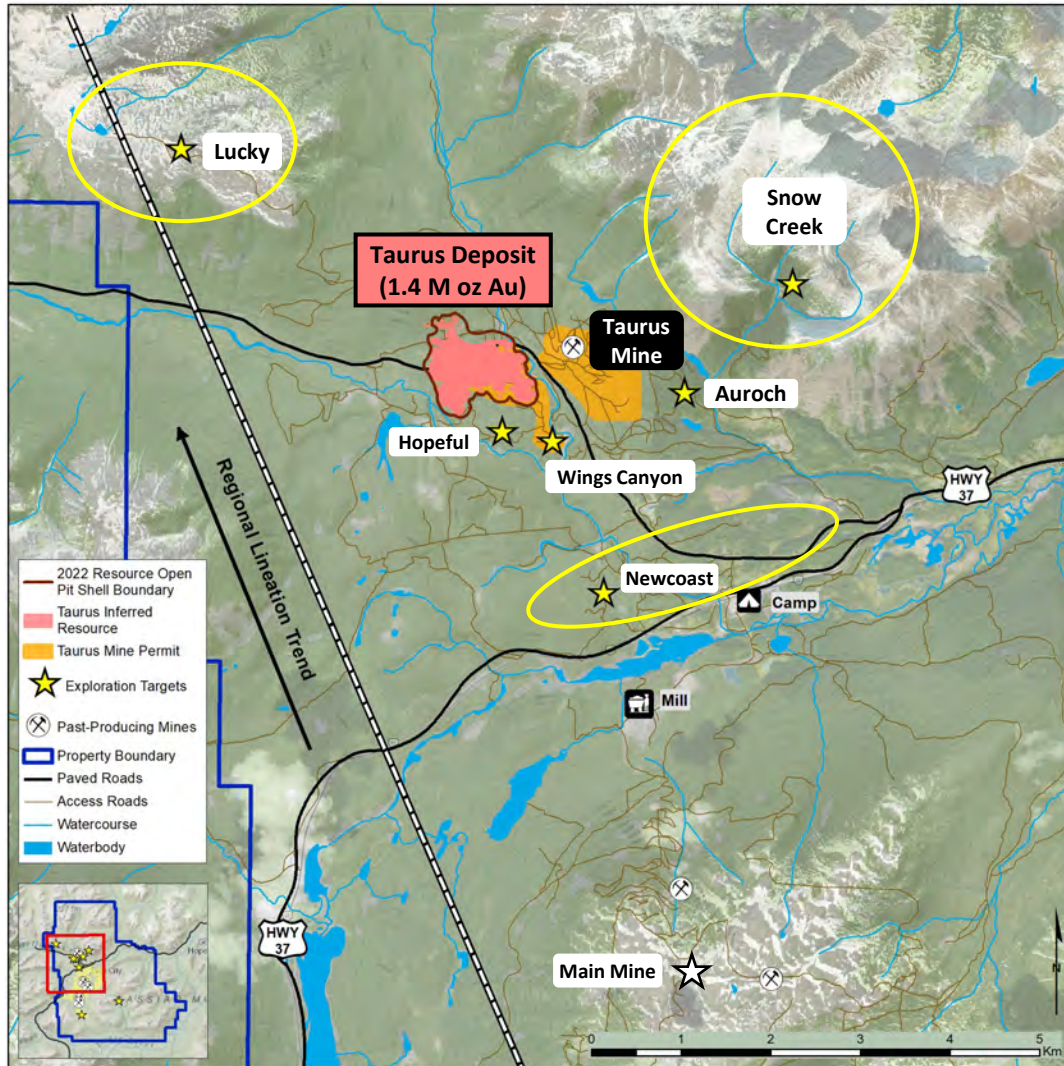 Lucky
Snow
Creek
Taurus Deposit
(1.4 M oz Au)
Taurus
Mine
Auroch
Hopeful
Wings Canyon
HWY
37
Regional Lineation Trend
Newcoast
Camp
Mill
2022 Resource Open
Pit Shell Boundary
Taurus Inferred
Resource
Taurus Mine Permit
Exploration Targets
Past-Producing Mines
Property Boundary
Paved Roads
Access Roads
Watercourse
Waterbody
HWY
37
Main Mine
N
0 1 2 3 4 5
Km